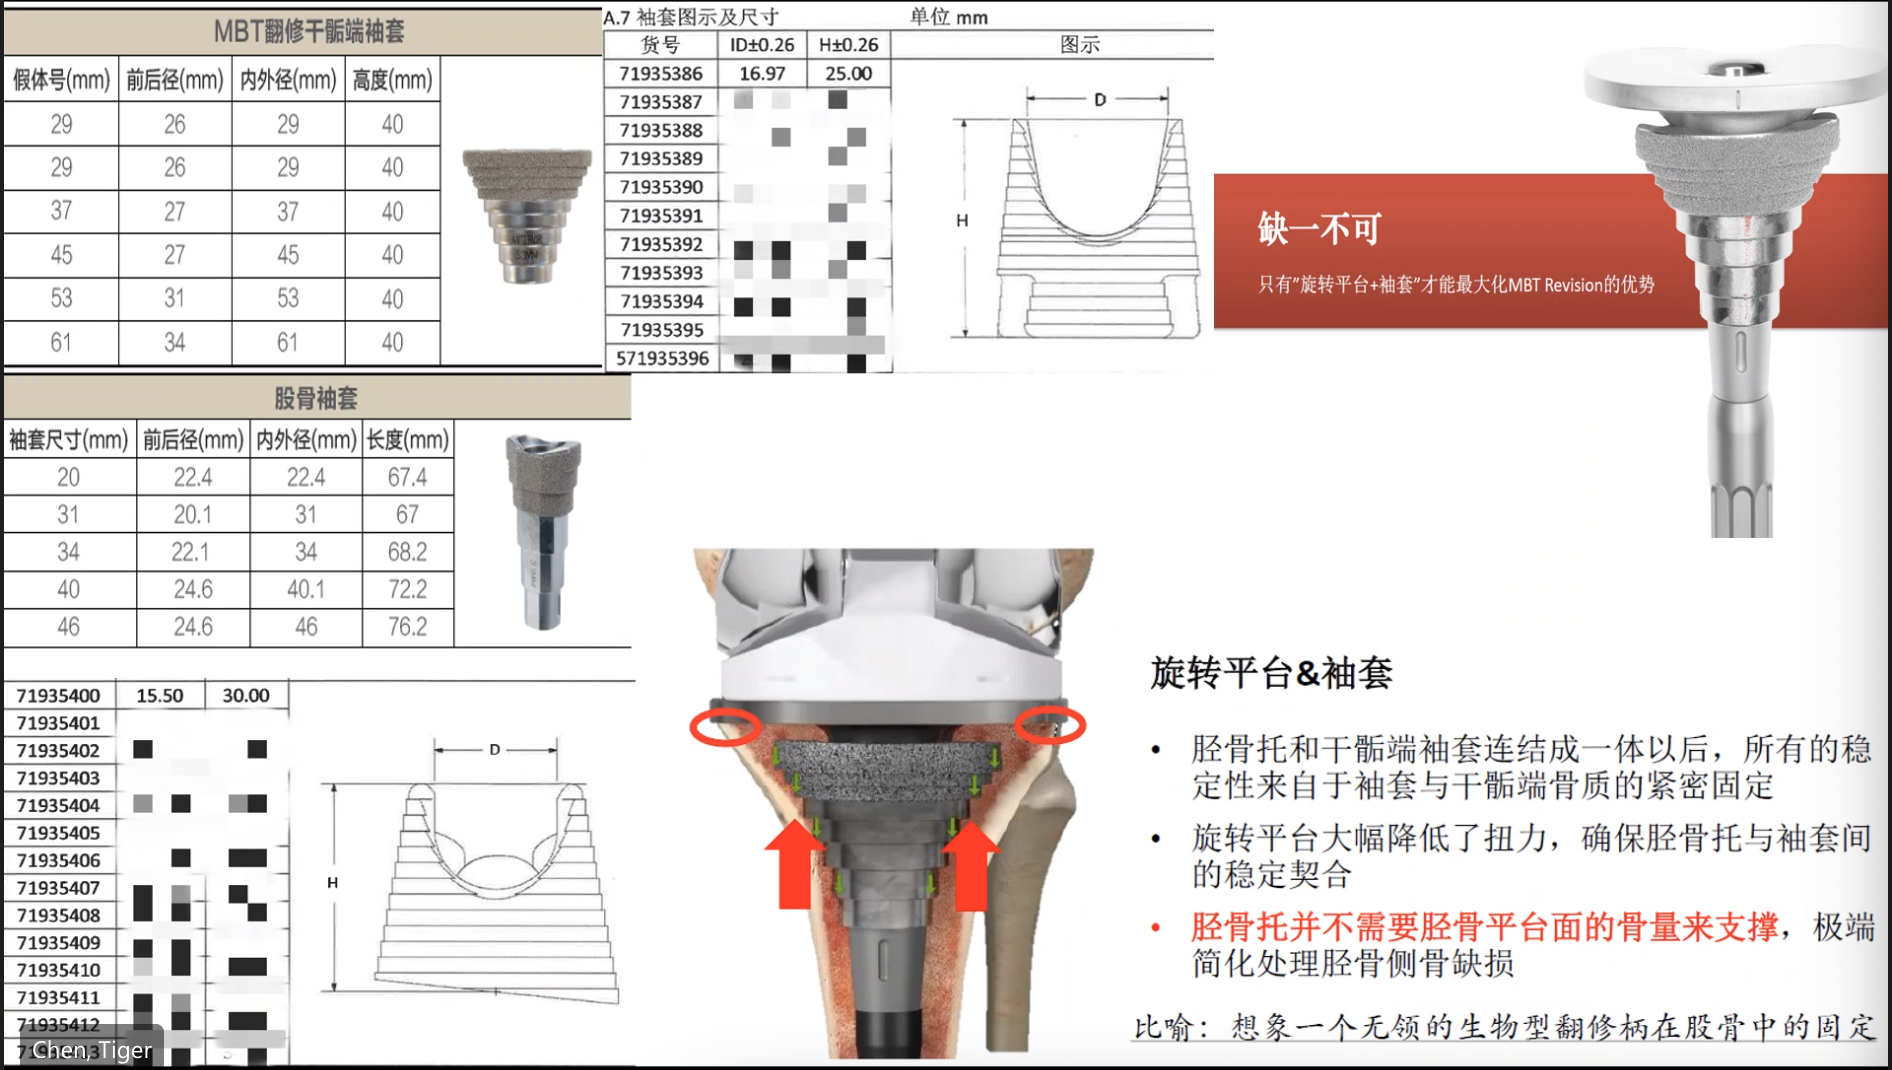 MBT翻修干骺端袖套
假体号(mm) 前后径(mm) 内外径(mm) 高度(mm)
29 26 29 40
29 26 29 40
37 27 37 40
45 27 45 40
53 31 53 40
61 34 61 40
53MM
A.7 袖套图示及尺寸 单位 mm
货号 ID±0.26 H±0.26 图示
71935386 16.97 25.00
71935387
71935388
71935389
71935390
71935391
71935392
71935393
71935394
71935395
571935396
D
H
缺一不可
只有”旋转平台+袖套”才能最大化MBT Revision的优势
股骨袖套
袖套尺寸(mm) 前后径(mm) 内外径(mm) 长度(mm)
20 22.4 22.4 67.4
31 20.1 31 67
34 22.1 34 68.2
40 24.6 40.1 72.2
46 24.6 46 76.2
71935400 15.50 30.00
71935401
71935402
71935403
71935404
71935405
71935406
71935407
71935408
71935409
71935410
71935411
71935412
D
H
Chen, Tiger
旋转平台&袖套
• 胫骨托和干骺端袖套连结成一体以后，所有的稳
定性来自于袖套与干骺端骨质的紧密固定
• 旋转平台大幅降低了扭力，确保胫骨托与袖套间
的稳定契合
• 胫骨托并不需要胫骨平台面的骨量来支撑，极端
简化处理胫骨侧骨缺损
比喻：想象一个无领的生物型翻修柄在股骨中的固定